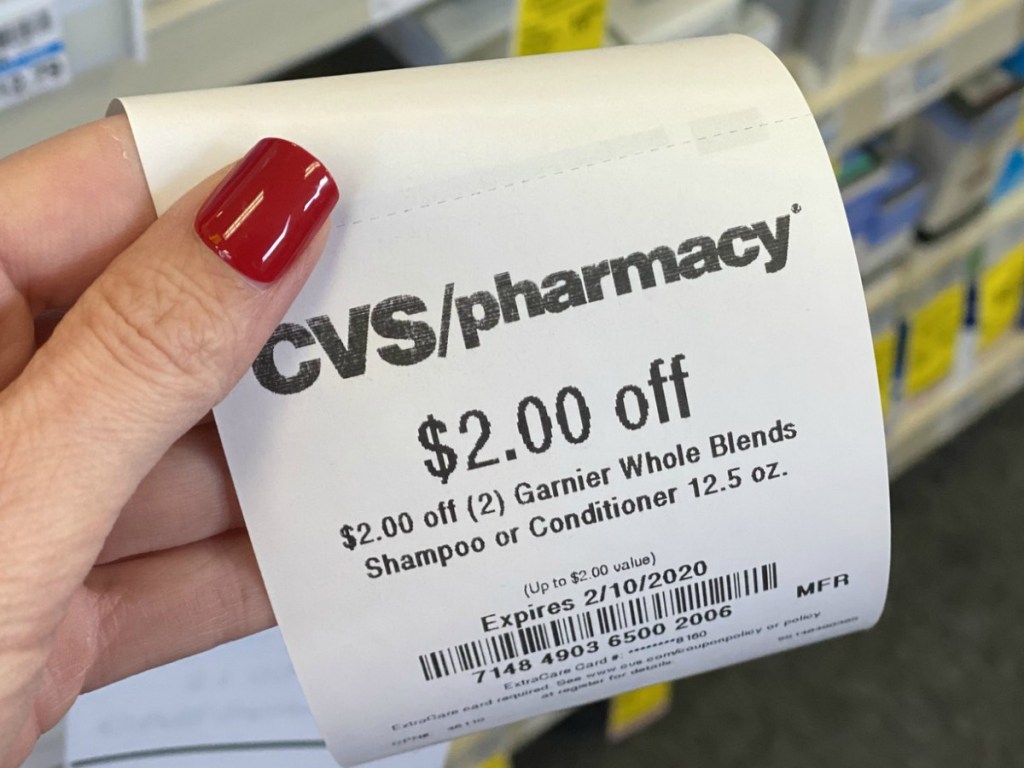 CVS/pharmacy®
$2.00 off
$2.00 off (2) Garnier Whole Blends
Shampoo or Conditioner 12.5 oz.
(Up to $2.00 value)
Expires 2/10/2020
7148 4903 6500 2006
MFR
ExtraCare Card #: ********8160
ExtraCare card required. See www.cvs.com/couponpolicy or policy
at register for details.